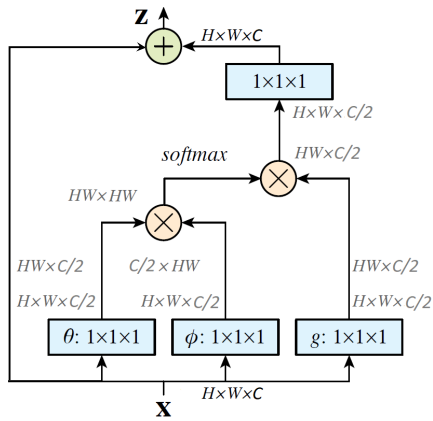 z
H×W×C
1×1×1
H×W×C/2
softmax
HW×C/2
HW×HW
HW×C/2
C/2×HW
HW×C/2
H×W×C/2
H×W×C/2
H×W×C/2
θ: 1×1×1
ϕ: 1×1×1
g: 1×1×1
x
H×W×C